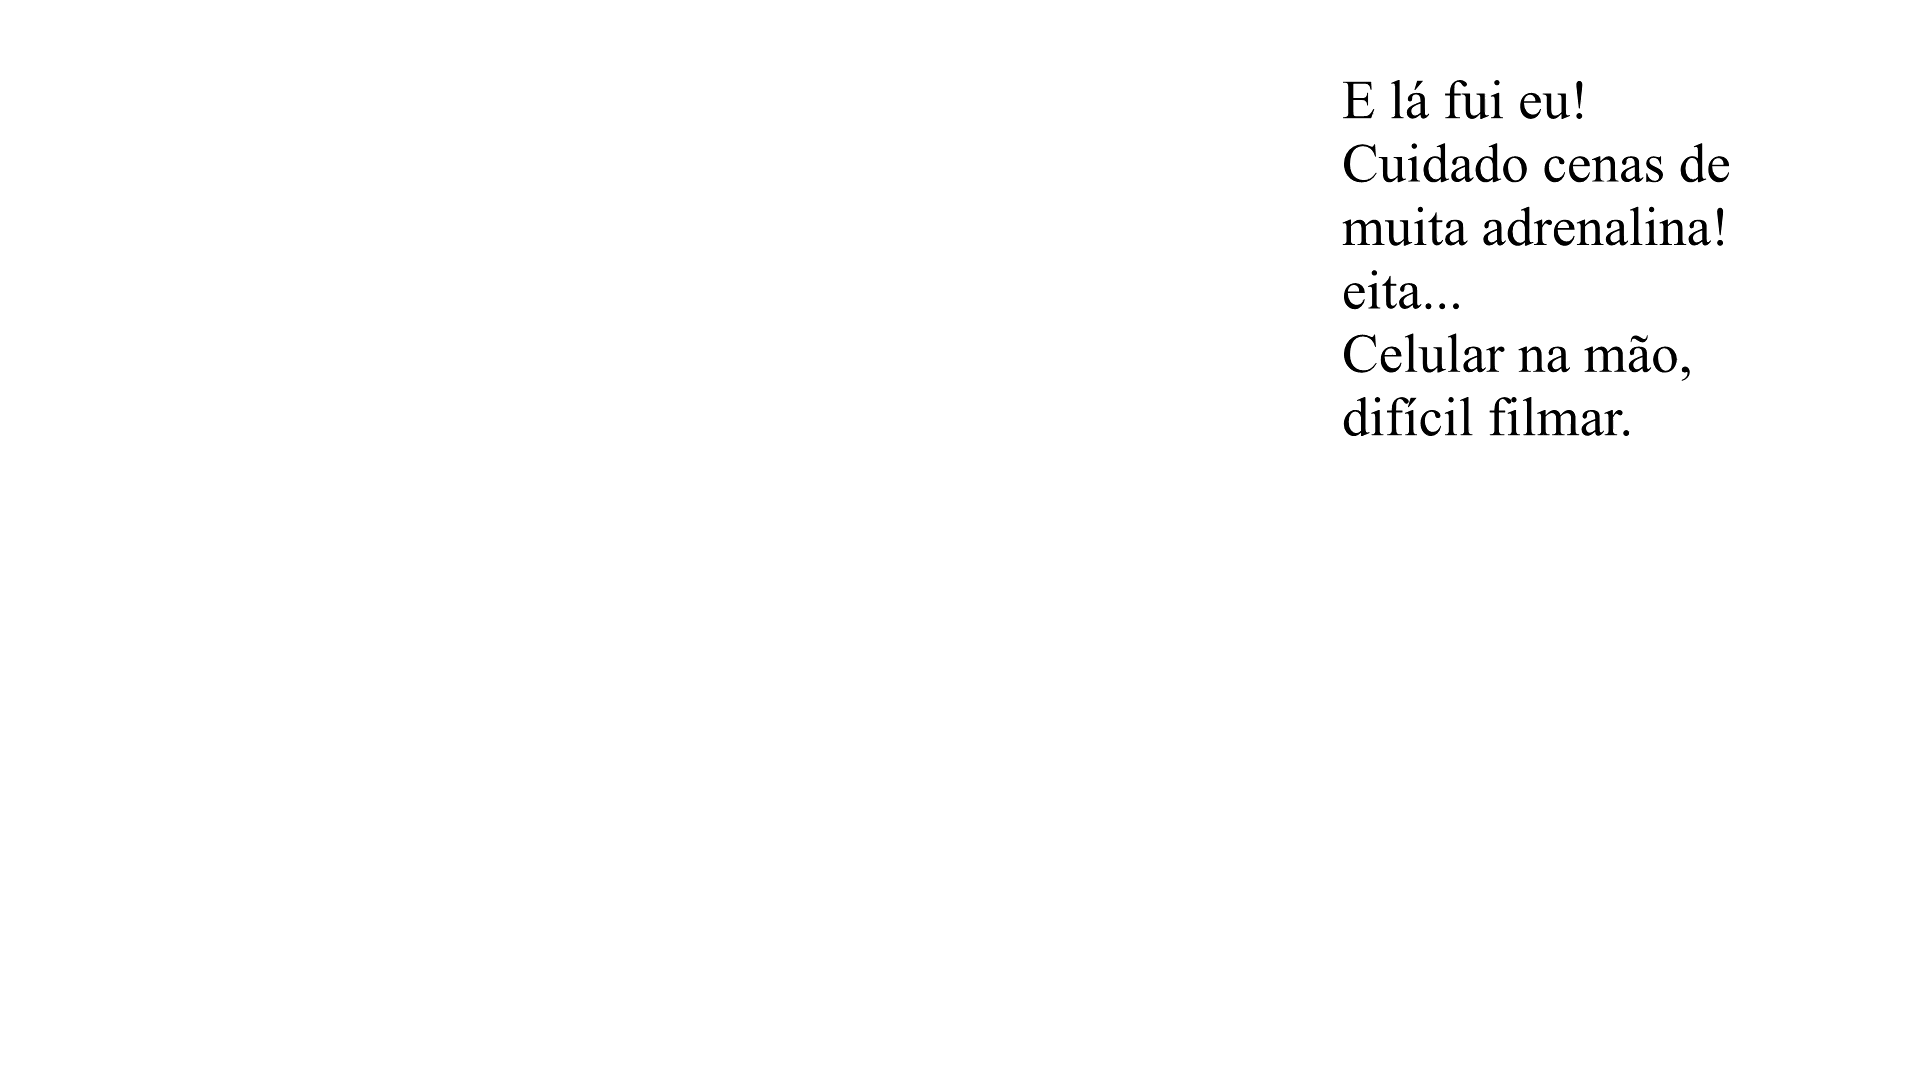 E lá fui eu!
Cuidado cenas de
muita adrenalina!
eita...
Celular na mão,
difícil filmar.